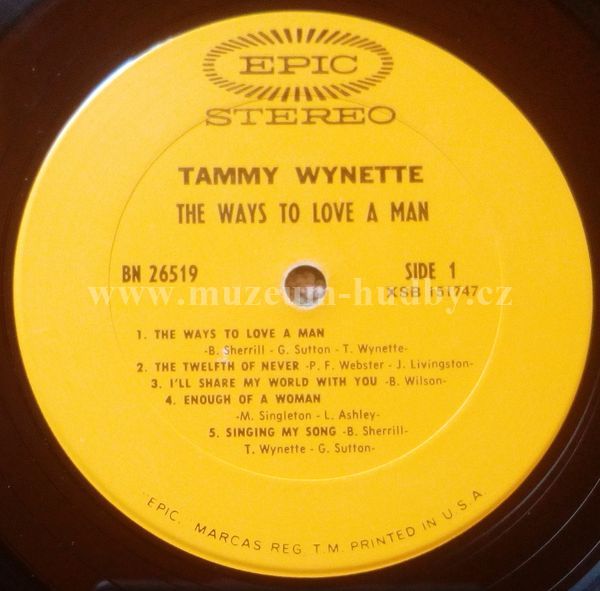 EPIC
STEREO
TAMMY WYNETTE
THE WAYS TO LOVE A MAN
BN 26519 SIDE 1
XSB 151747
www.muzeum-hudby.cz
1. THE WAYS TO LOVE A MAN
-B. Sherrill - G. Sutton - T. Wynette-
2. THE TWELFTH OF NEVER -P. F. Webster - J. Livingston-
3. I'LL SHARE MY WORLD WITH YOU -B. Wilson-
4. ENOUGH OF A WOMAN
-M. Singleton - L. Ashley-
5. SINGING MY SONG -B. Sherrill-
T. Wynette - G. Sutton-
"EPIC, MARCAS REG. T.M. PRINTED IN U.S.A